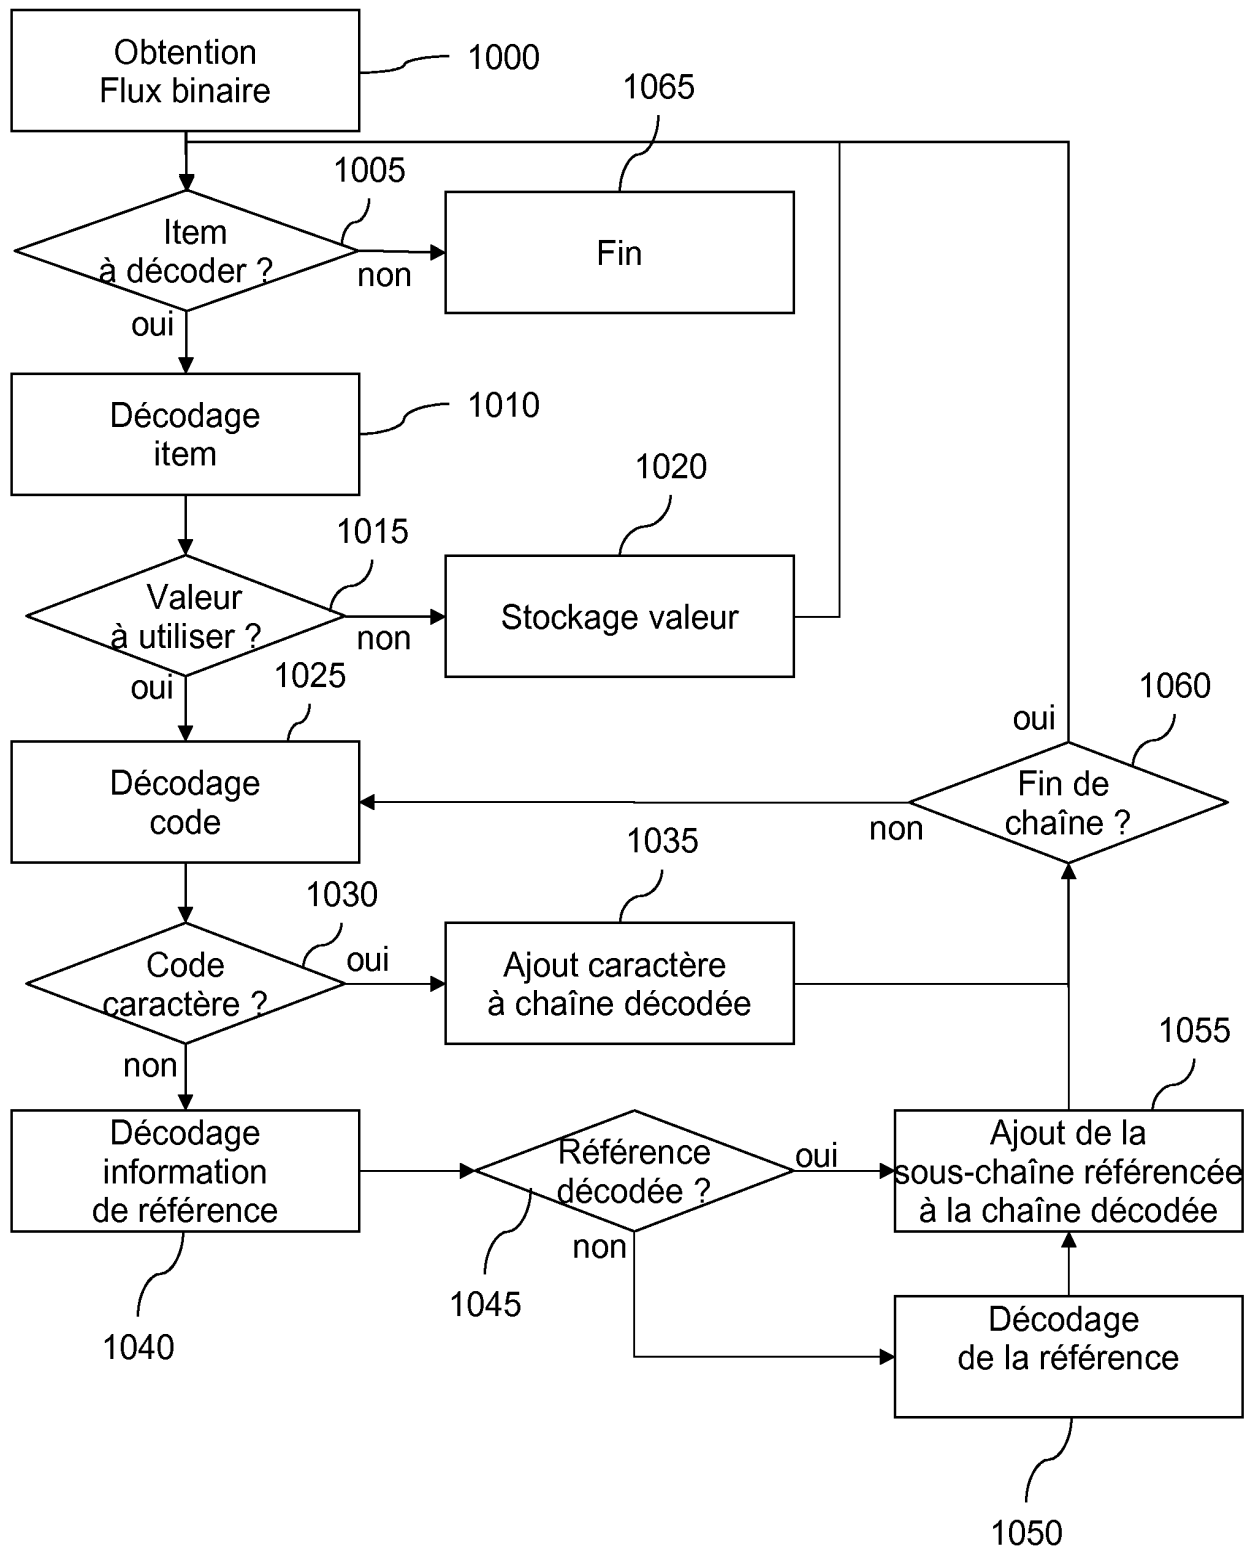 Obtention
Flux binaire
1000
1065
1005
Item
à décoder ?
non
Fin
oui
Décodage
item
1010
1020
1015
Valeur
à utiliser ?
non
Stockage valeur
oui
1025
1060
oui
Décodage
code
Fin de
chaîne ?
non
1035
1030
Code
caractère ?
oui
Ajout caractère
à chaîne décodée
non
1055
Décodage
information
de référence
Référence
décodée ?
oui
Ajout de la
sous-chaîne référencée
à la chaîne décodée
non
1045
1040
Décodage
de la référence
1050